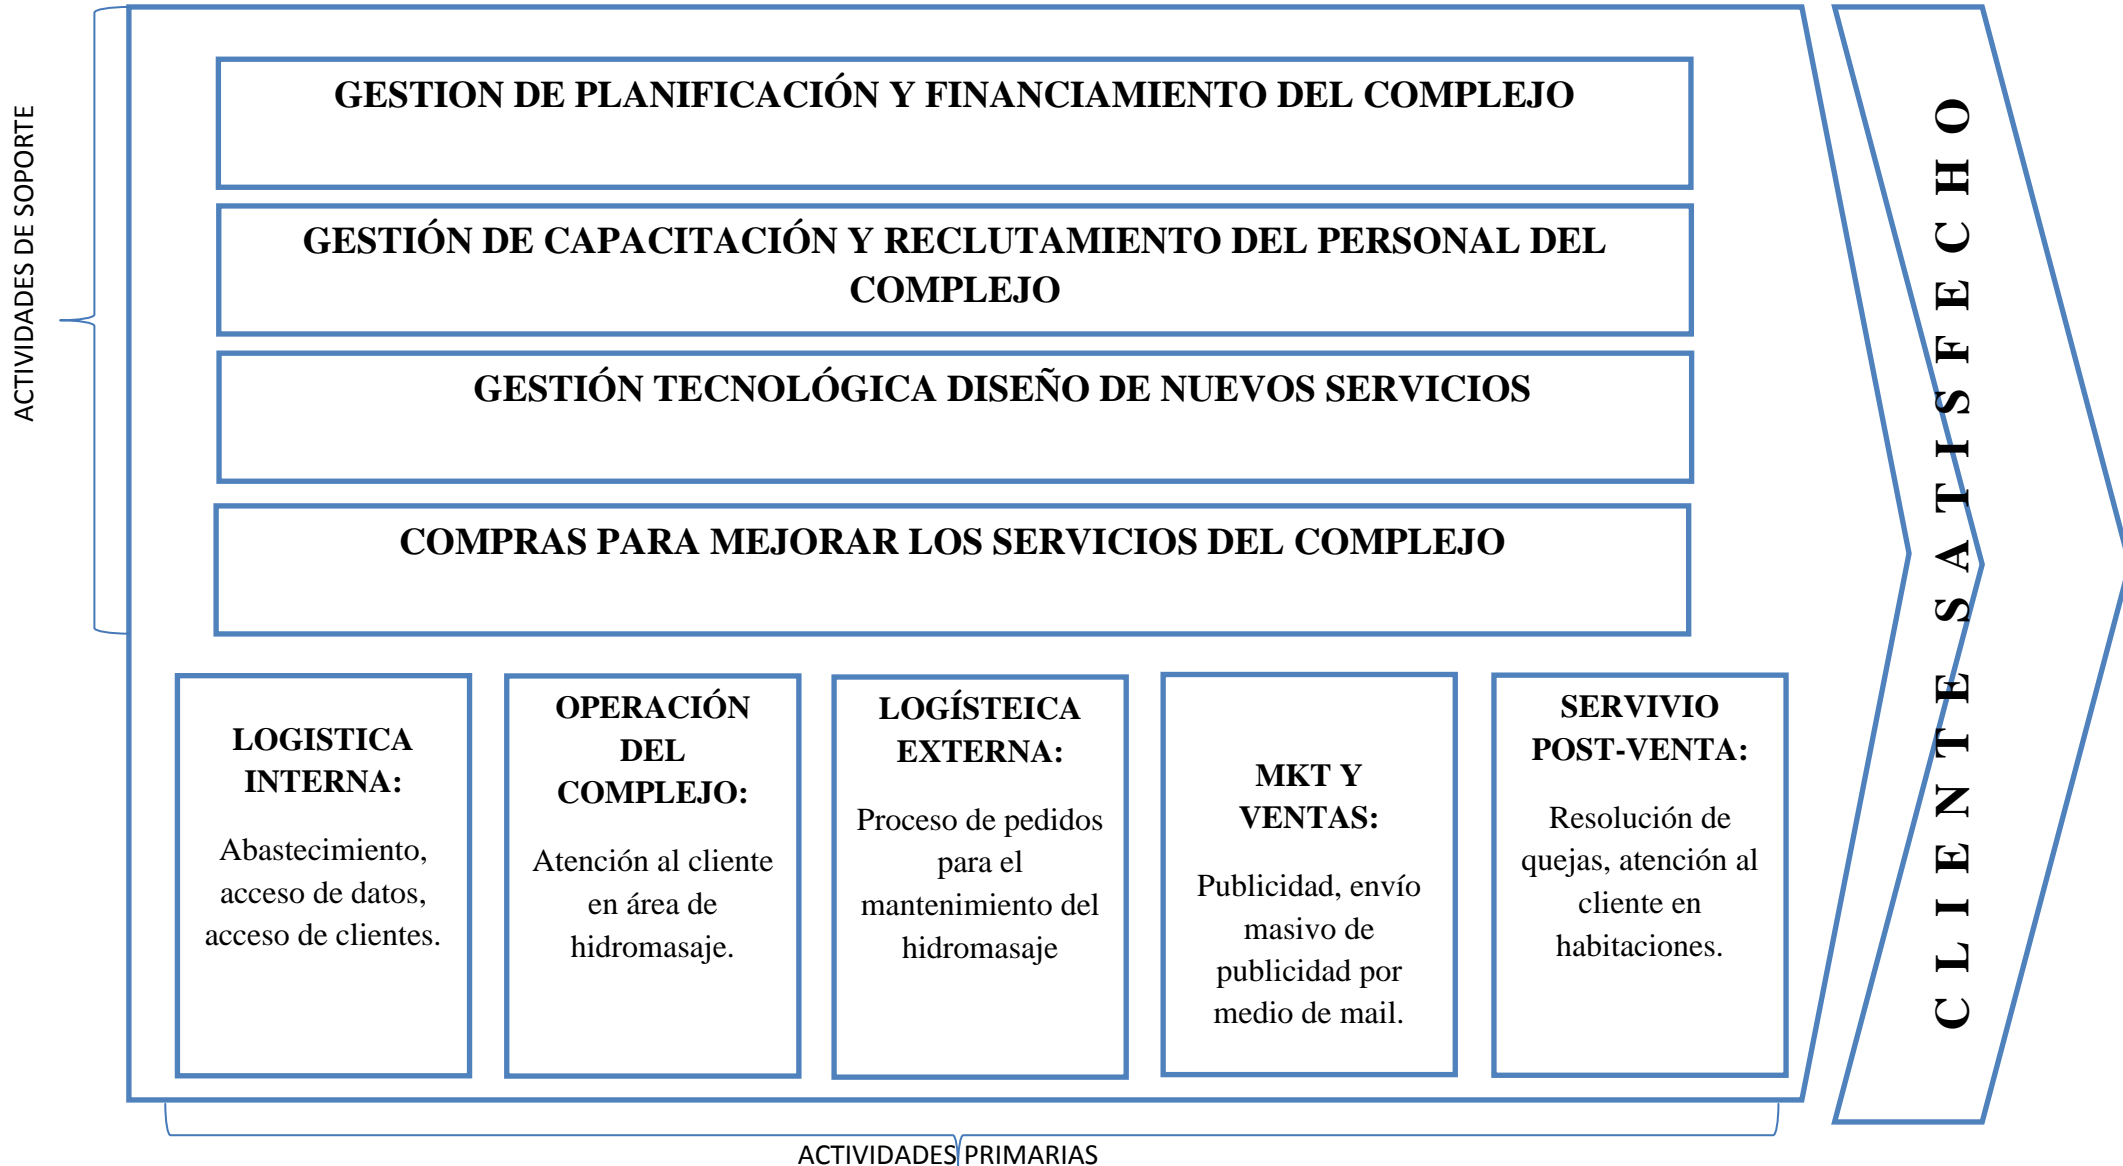 ACTIVIDADES DE SOPORTE
GESTION DE PLANIFICACIÓN Y FINANCIAMIENTO DEL COMPLEJO
GESTIÓN DE CAPACITACIÓN Y RECLUTAMIENTO DEL PERSONAL DEL
COMPLEJO
GESTIÓN TECNOLÓGICA DISEÑO DE NUEVOS SERVICIOS
COMPRAS PARA MEJORAR LOS SERVICIOS DEL COMPLEJO
LOGISTICA
INTERNA:
Abastecimiento,
acceso de datos,
acceso de clientes.
OPERACIÓN
DEL
COMPLEJO:
Atención al cliente
en área de
hidromasaje.
LOGÍSTEICA
EXTERNA:
Proceso de pedidos
para el
mantenimiento del
hidromasaje
MKT Y
VENTAS:
Publicidad, envío
masivo de
publicidad por
medio de mail.
SERVIVIO
POST-VENTA:
Resolución de
quejas, atención al
cliente en
habitaciones.
CLIENTE SATISFECHO
ACTIVIDADES PRIMARIAS